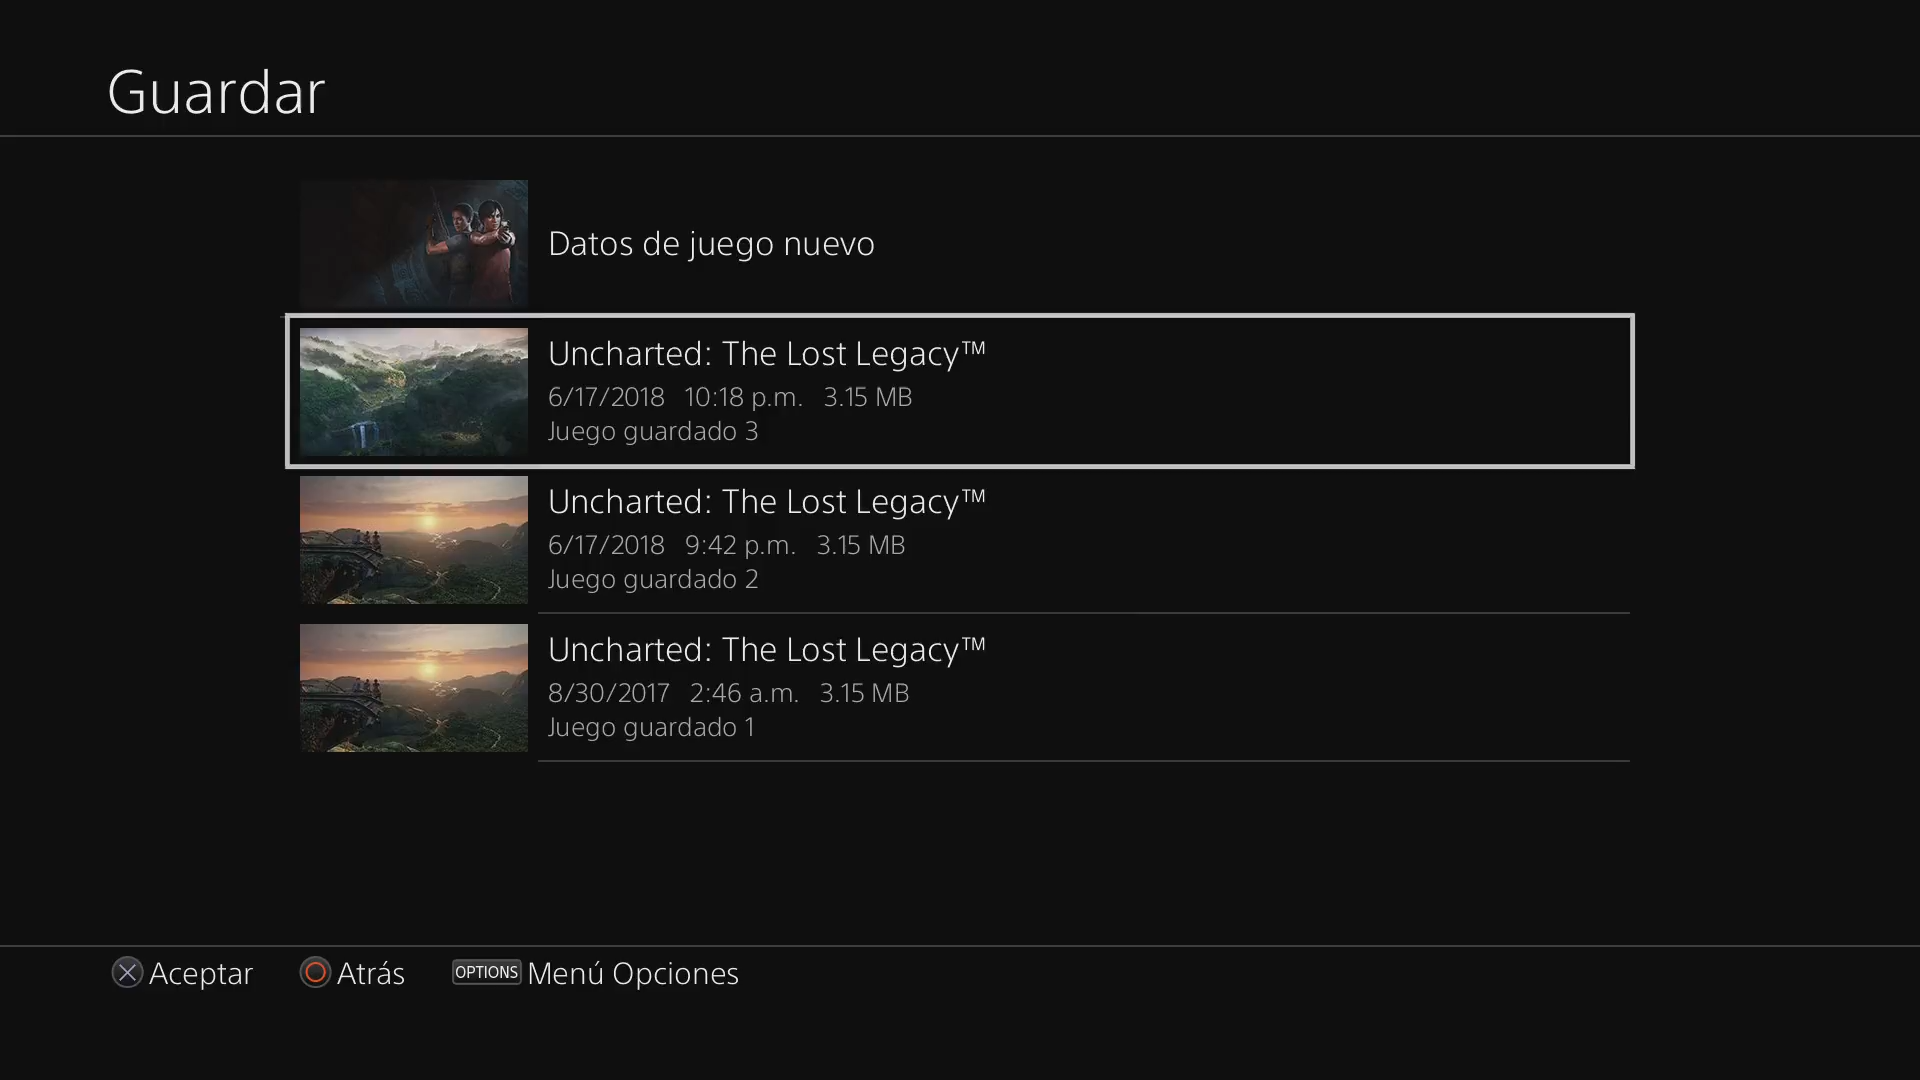 Guardar
Datos de juego nuevo
Uncharted: The Lost Legacy™
6/17/2018 10:18 p.m. 3.15 MB
Juego guardado 3
Uncharted: The Lost Legacy™
6/17/2018 9:42 p.m. 3.15 MB
Juego guardado 2
Uncharted: The Lost Legacy™
8/30/2017 2:46 a.m. 3.15 MB
Juego guardado 1
Aceptar Atrás OPTIONS Menú Opciones